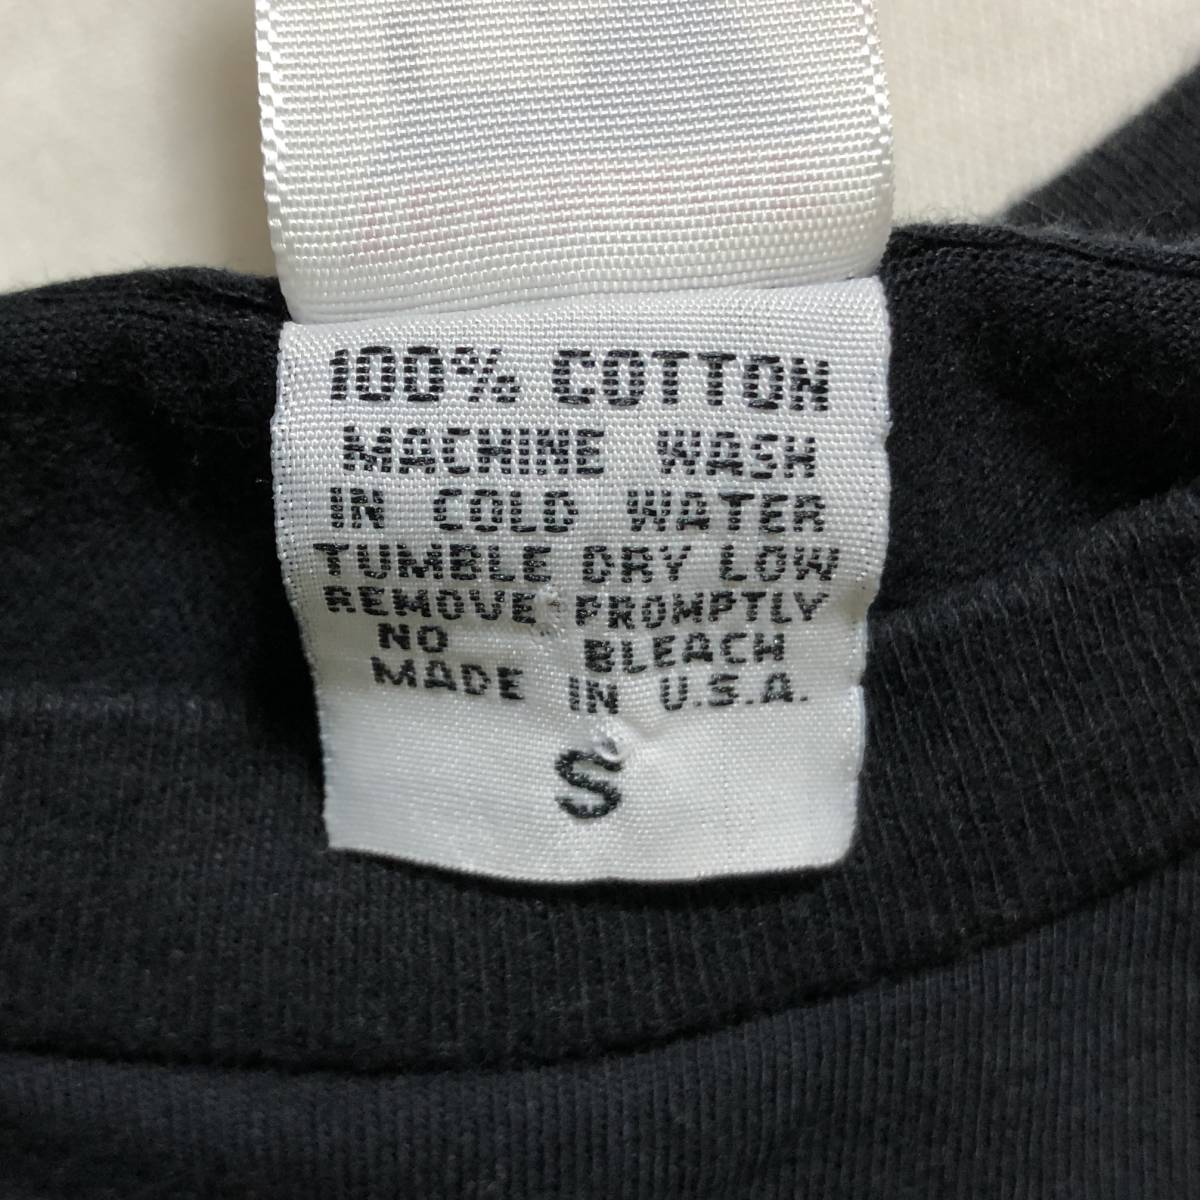 100% COTTON
MACHINE WASH
IN COLD WATER
TUMBLE DRY LOW
REMOVE PROMPTLY
NO BLEACH
MADE IN U.S.A.
S